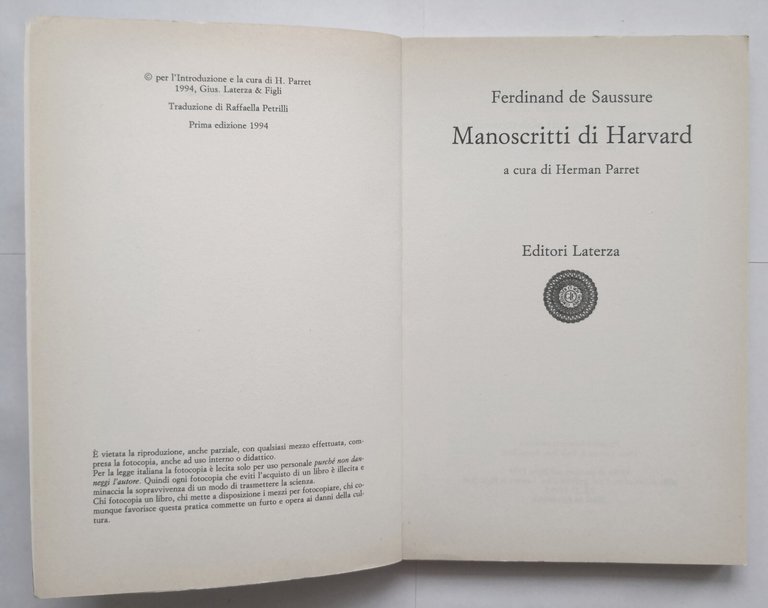 © per l'Introduzione e la cura di H. Parret
1994, Gius. Laterza & Figli
Traduzione di Raffaella Petrilli
Prima edizione 1994
È vietata la riproduzione, anche parziale, con qualsiasi mezzo effettuata, com-
presa la fotocopia, anche ad uso interno o didattico.
Per la legge italiana la fotocopia è lecita solo per uso personale purché non dan-
neggi l'autore. Quindi ogni fotocopia che eviti l'acquisto di un libro è illecita e
minaccia la sopravvivenza di un modo di trasmettere la scienza.
Chi fotocopia un libro, chi mette a disposizione i mezzi per fotocopiare, chi co-
munque favorisce questa pratica commette un furto e opera ai danni della cul-
tura.
Ferdinand de Saussure
Manoscritti di Harvard
a cura di Herman Parret
Editori Laterza